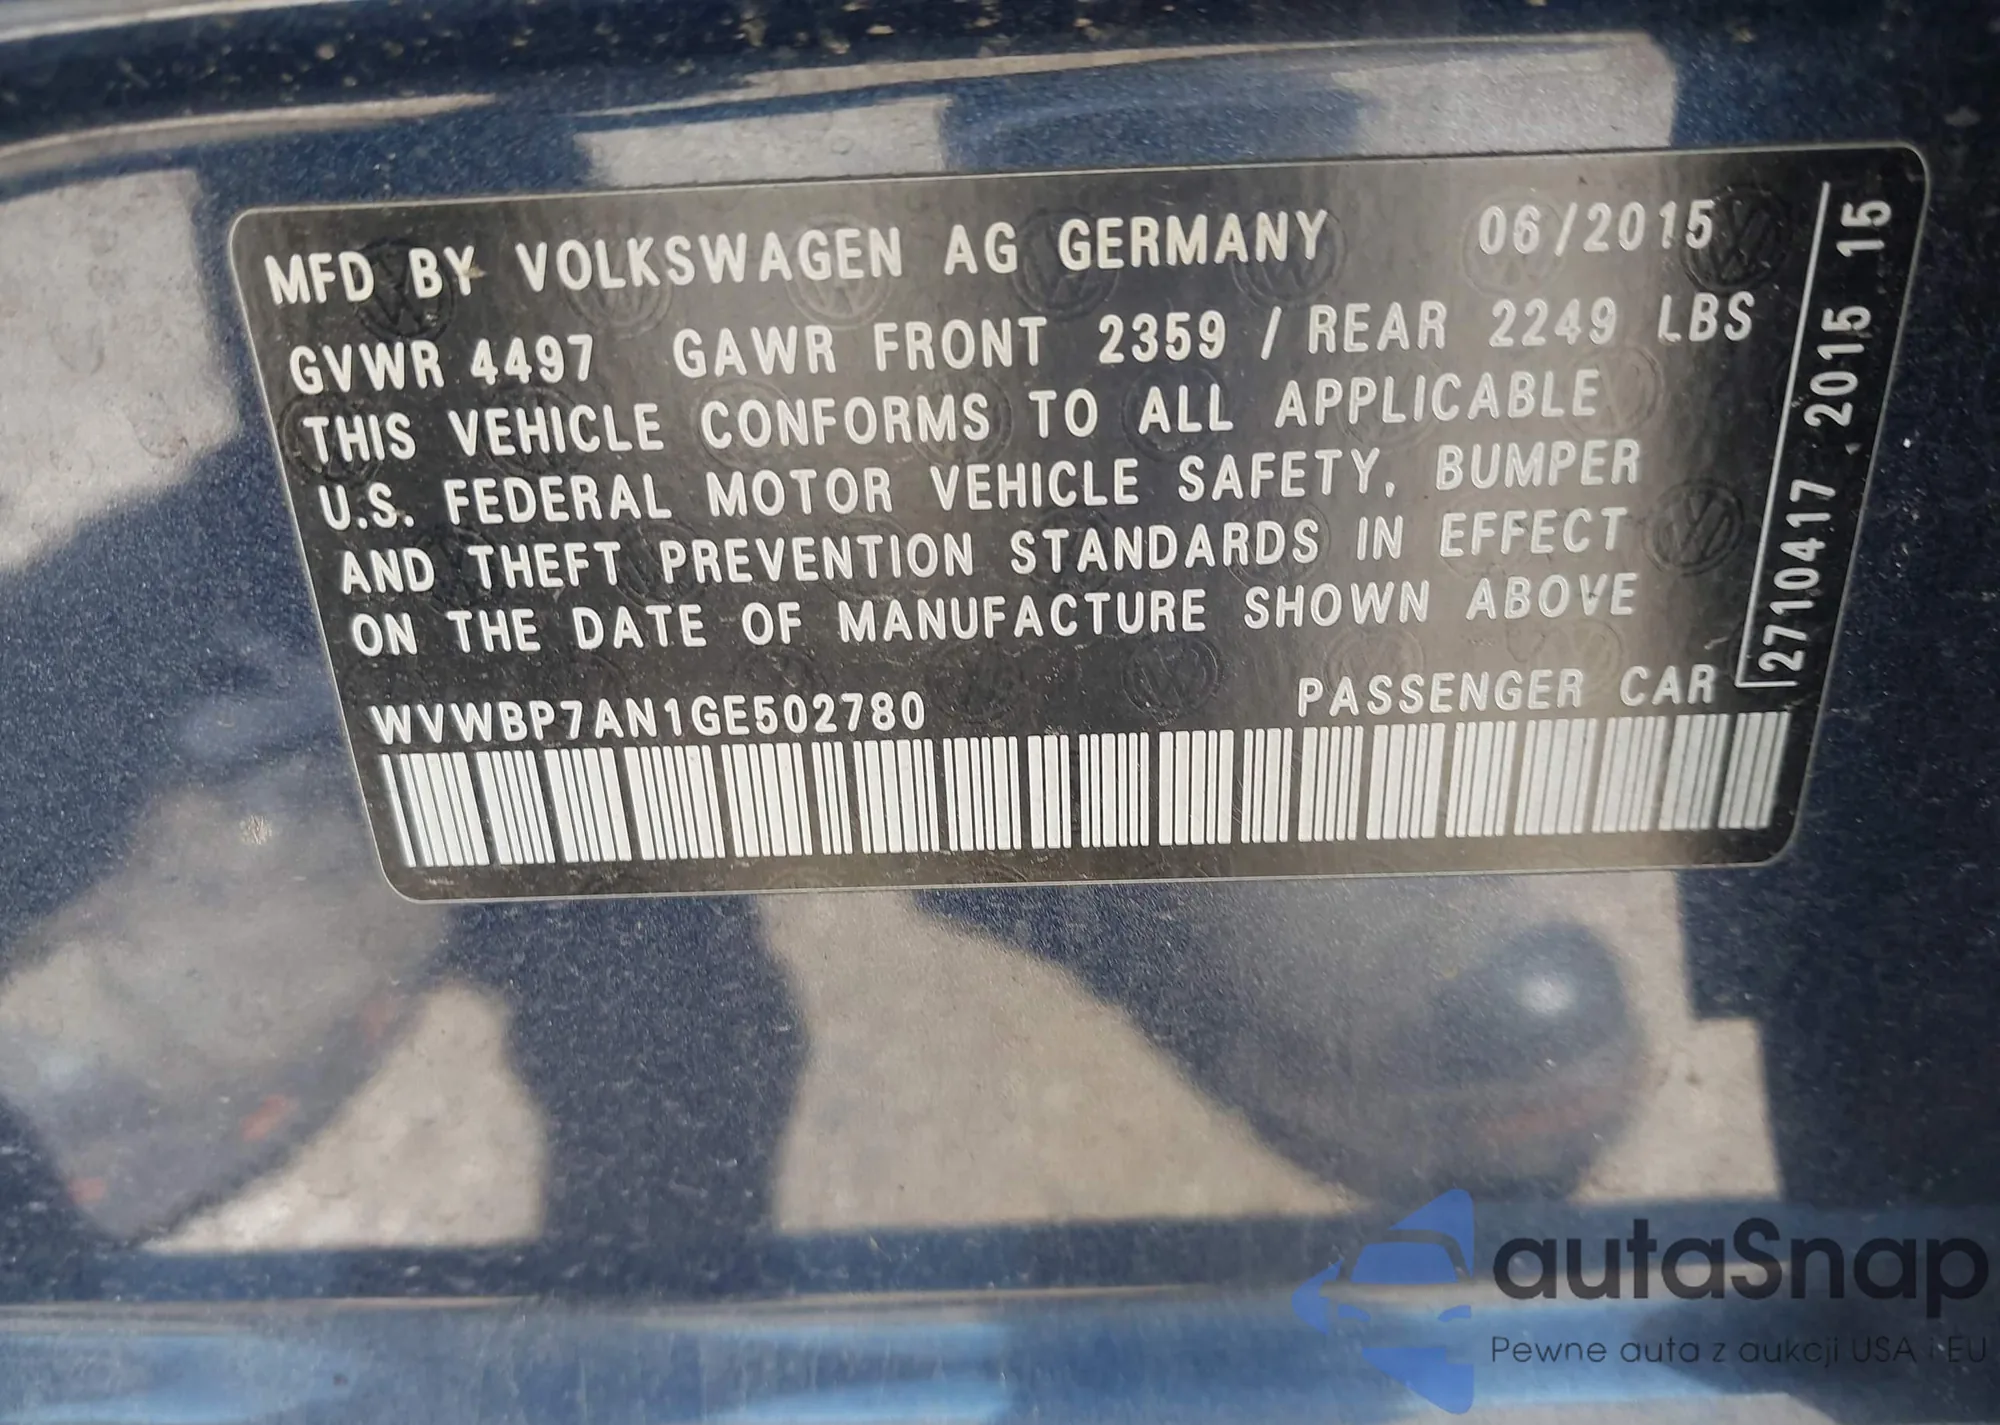 MFD BY VOLKSWAGEN AG GERMANY 06/2015
GVWR 4497 GAWR FRONT 2359 / REAR 2249 LBS
THIS VEHICLE CONFORMS TO ALL APPLICABLE
U.S. FEDERAL MOTOR VEHICLE SAFETY, BUMPER
AND THEFT PREVENTION STANDARDS IN EFFECT
ON THE DATE OF MANUFACTURE SHOWN ABOVE
WVWBP7AN1GE502780 PASSENGER CAR
2710417 2015 15
autaSnap
Pewne auta z aukcji USA i EU